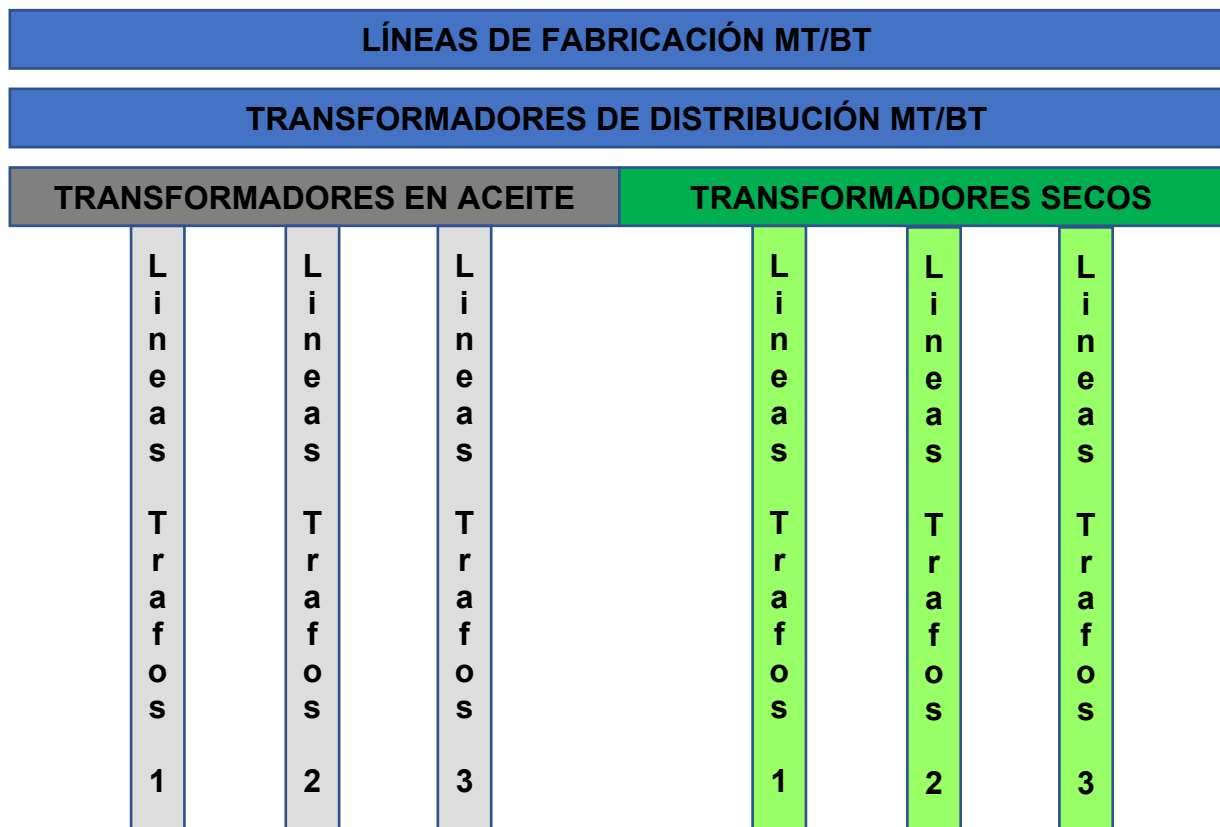 LÍNEAS DE FABRICACIÓN MT/BT
TRANSFORMADORES DE DISTRIBUCIÓN MT/BT
TRANSFORMADORES EN ACEITE
TRANSFORMADORES SECOS
Lineas Trafos 1
Lineas Trafos 2
Lineas Trafos 3
Lineas Trafos 1
Lineas Trafos 2
Lineas Trafos 3